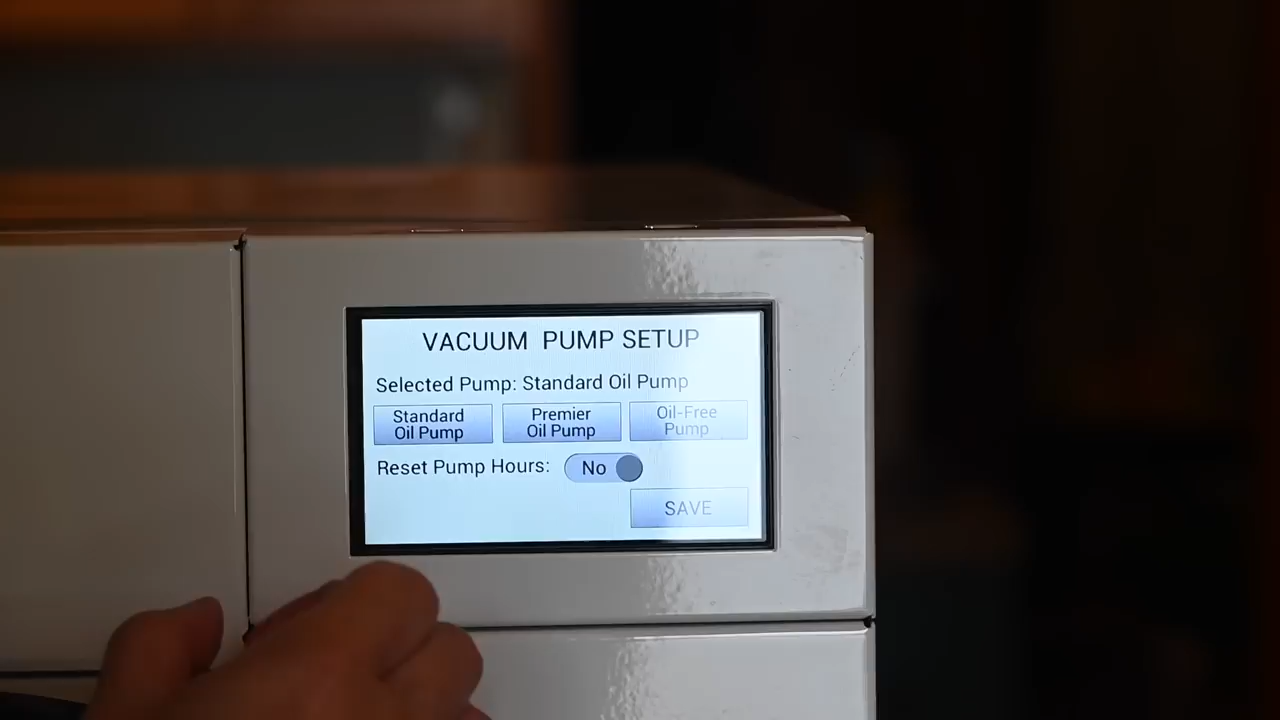 VACUUM PUMP SETUP
Selected Pump: Standard Oil Pump
Standard
Oil Pump
Premier
Oil Pump
Oil-Free
Pump
Reset Pump Hours: No
SAVE